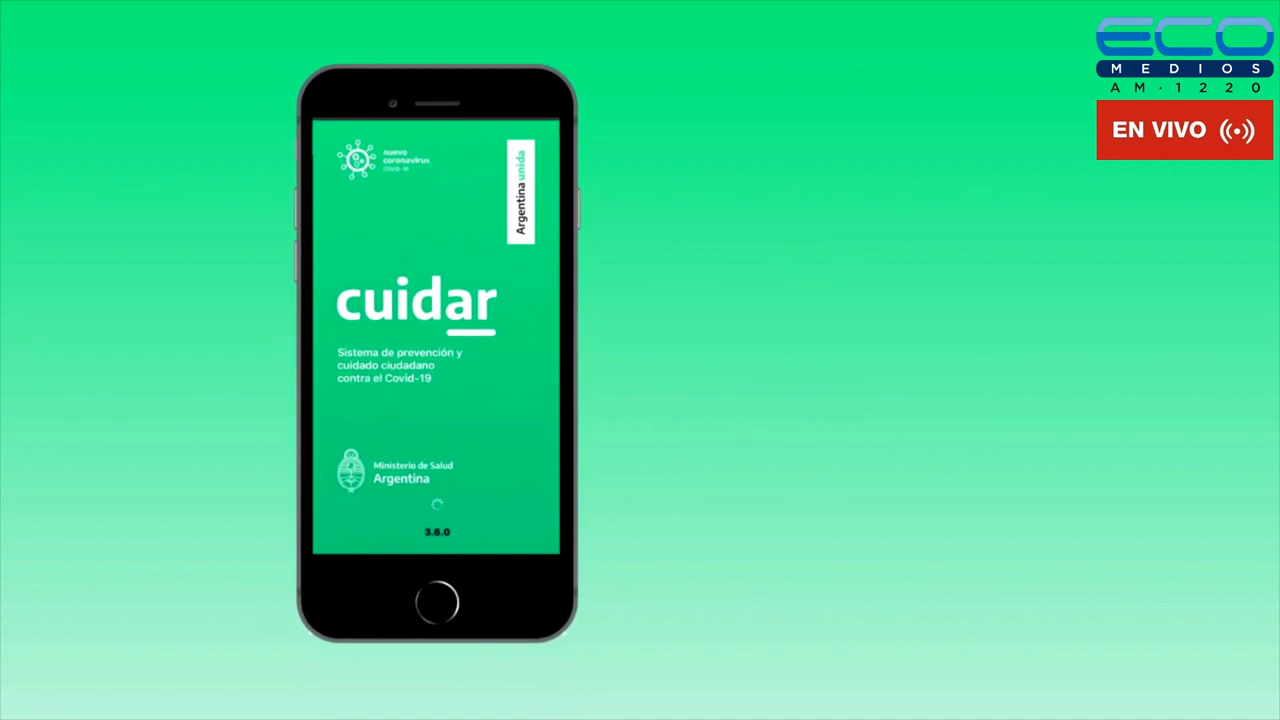 ECO
MEDIOS
AM·1220
EN VIVO
nuevo
coronavirus
covid-19
Argentina unida
cuidar
Sistema de prevención y
cuidado ciudadano
contra el Covid-19
Ministerio de Salud
Argentina
3.6.0